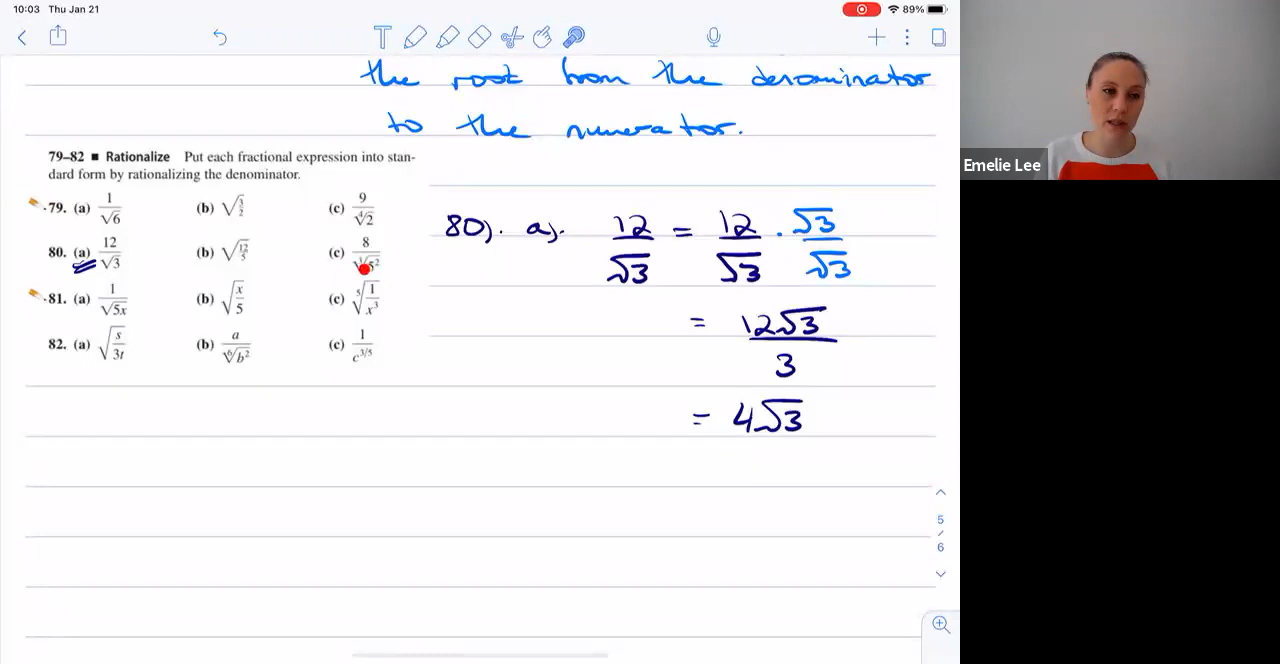 10:03 Thu Jan 21
89%
the root from the denominator
to the numerator.
79–82 ■ Rationalize Put each fractional expression into stan-
dard form by rationalizing the denominator.
79. (a) 1/√6 (b) √(3/2) (c) 9/∜2
80. (a) 12/√3 (b) √(12/5) (c) 8/
81. (a) 1/√(5x) (b) √(x/5) (c) ⁵√(1/x³)
82. (a) √(s/3t) (b) a/⁶√(b²) (c) 1/c^(3/5)
80). a). 12/√3 = 12/√3 · √3/√3
= 12√3/3
= 4√3
Emelie Lee
5
/
6